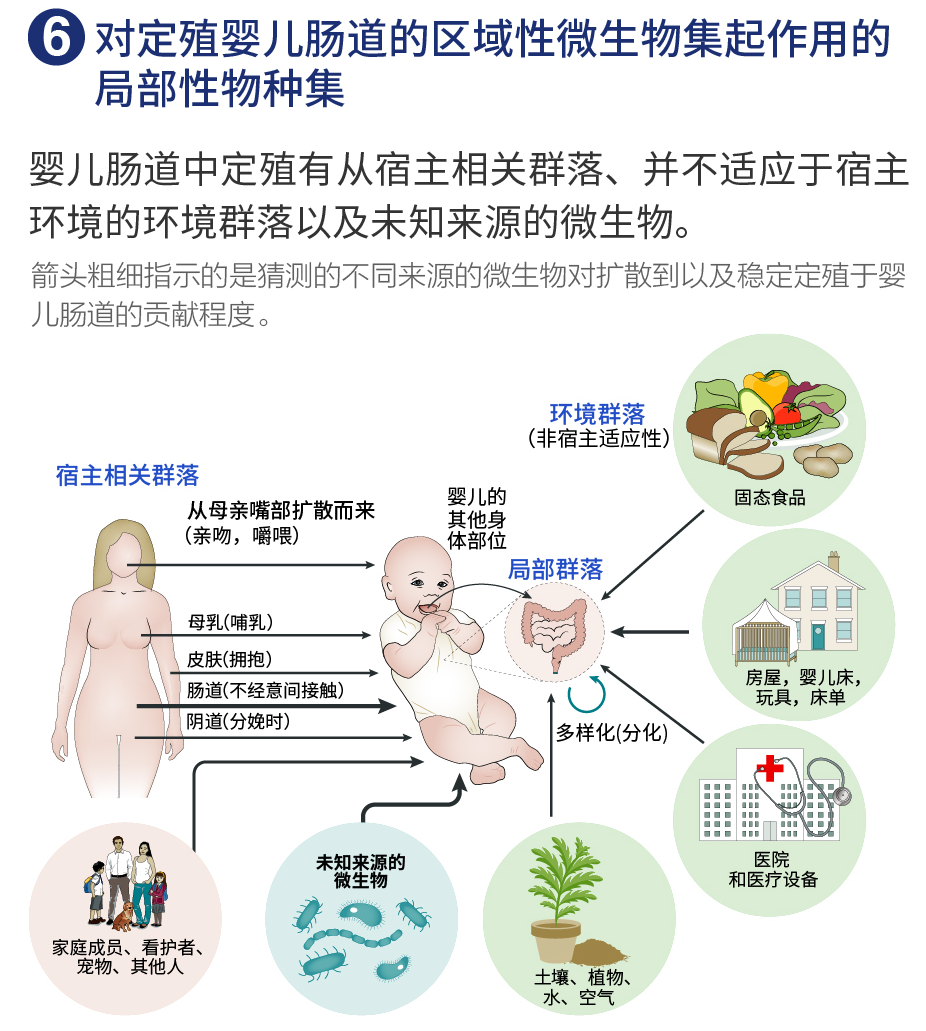 6 对定殖婴儿肠道的区域性微生物集起作用的
局部性物种集
婴儿肠道中定殖有从宿主相关群落、并不适应于宿主
环境的环境群落以及未知来源的微生物。
箭头粗细指示的是猜测的不同来源的微生物对扩散到以及稳定定殖于婴
儿肠道的贡献程度。
环境群落
（非宿主适应性）
固态食品
宿主相关群落
从母亲嘴部扩散而来
（亲吻，嚼喂）
婴儿的
其他身
体部位
局部群落
母乳(哺乳）
皮肤(拥抱）
肠道(不经意间接触）
阴道(分娩时）
房屋，婴儿床，
玩具，床单
多样化(分化)
医院
和医疗设备
未知来源的
微生物
家庭成员、看护者、
宠物、其他人
土壤、植物、
水、空气